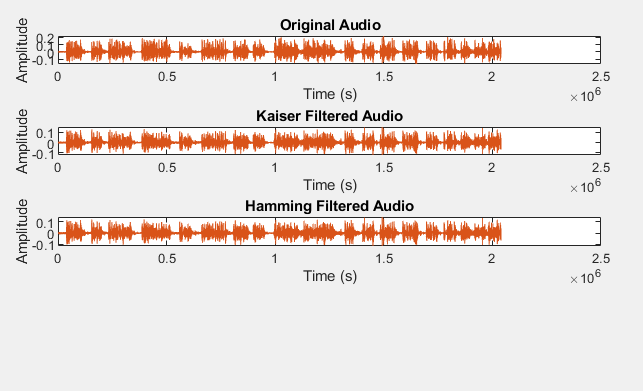 Original Audio
Amplitude
0.2
0.1
0
-0.1
0 0.5 1 1.5 2 2.5
Time (s)
×10^6
Kaiser Filtered Audio
Amplitude
0.1
0
-0.1
0 0.5 1 1.5 2 2.5
Time (s)
×10^6
Hamming Filtered Audio
Amplitude
0.1
0
-0.1
0 0.5 1 1.5 2 2.5
Time (s)
×10^6